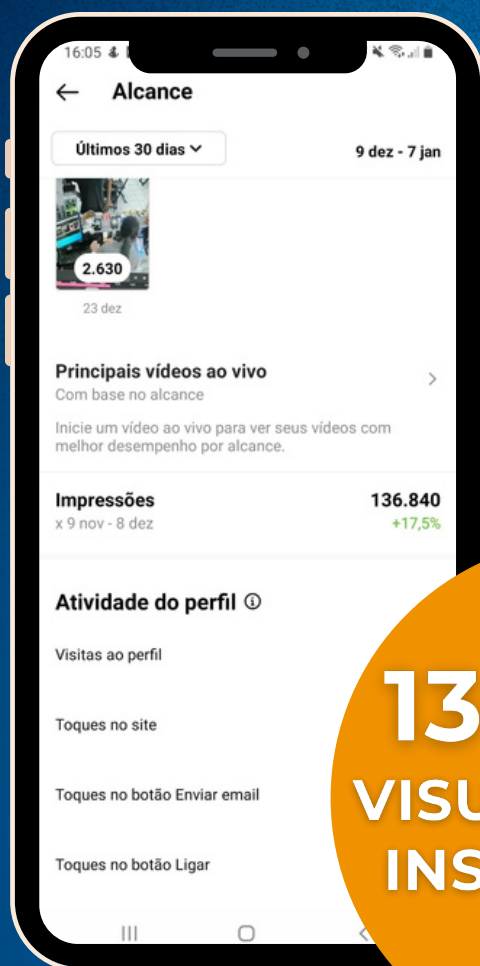 16:05
Alcance
Últimos 30 dias
9 dez - 7 jan
2.630
23 dez
Principais vídeos ao vivo
Com base no alcance
Inicie um vídeo ao vivo para ver seus vídeos com
melhor desempenho por alcance.
Impressões
136.840
x 9 nov - 8 dez
+17,5%
Atividade do perfil
Visitas ao perfil
Toques no site
Toques no botão Enviar email
Toques no botão Ligar
13
VISU
INS